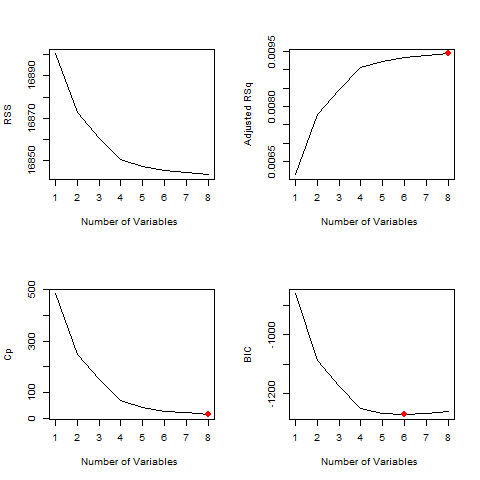 RSS
16890
16870
16850
1 2 3 4 5 6 7 8
Number of Variables
Adjusted RSq
0.0095
0.0080
0.0065
1 2 3 4 5 6 7 8
Number of Variables
Cp
500
300
100
0
1 2 3 4 5 6 7 8
Number of Variables
BIC
-1000
-1200
1 2 3 4 5 6 7 8
Number of Variables